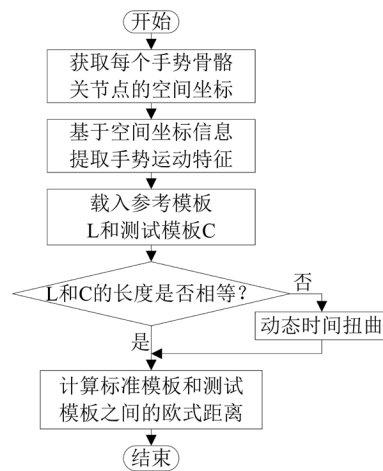 开始
获取每个手势骨骼
关节点的空间坐标
基于空间坐标信息
提取手势运动特征
载入参考模板
L和测试模板C
L和C的长度是否相等？
否
动态时间扭曲
是
计算标准模板和测试
模板之间的欧式距离
结束